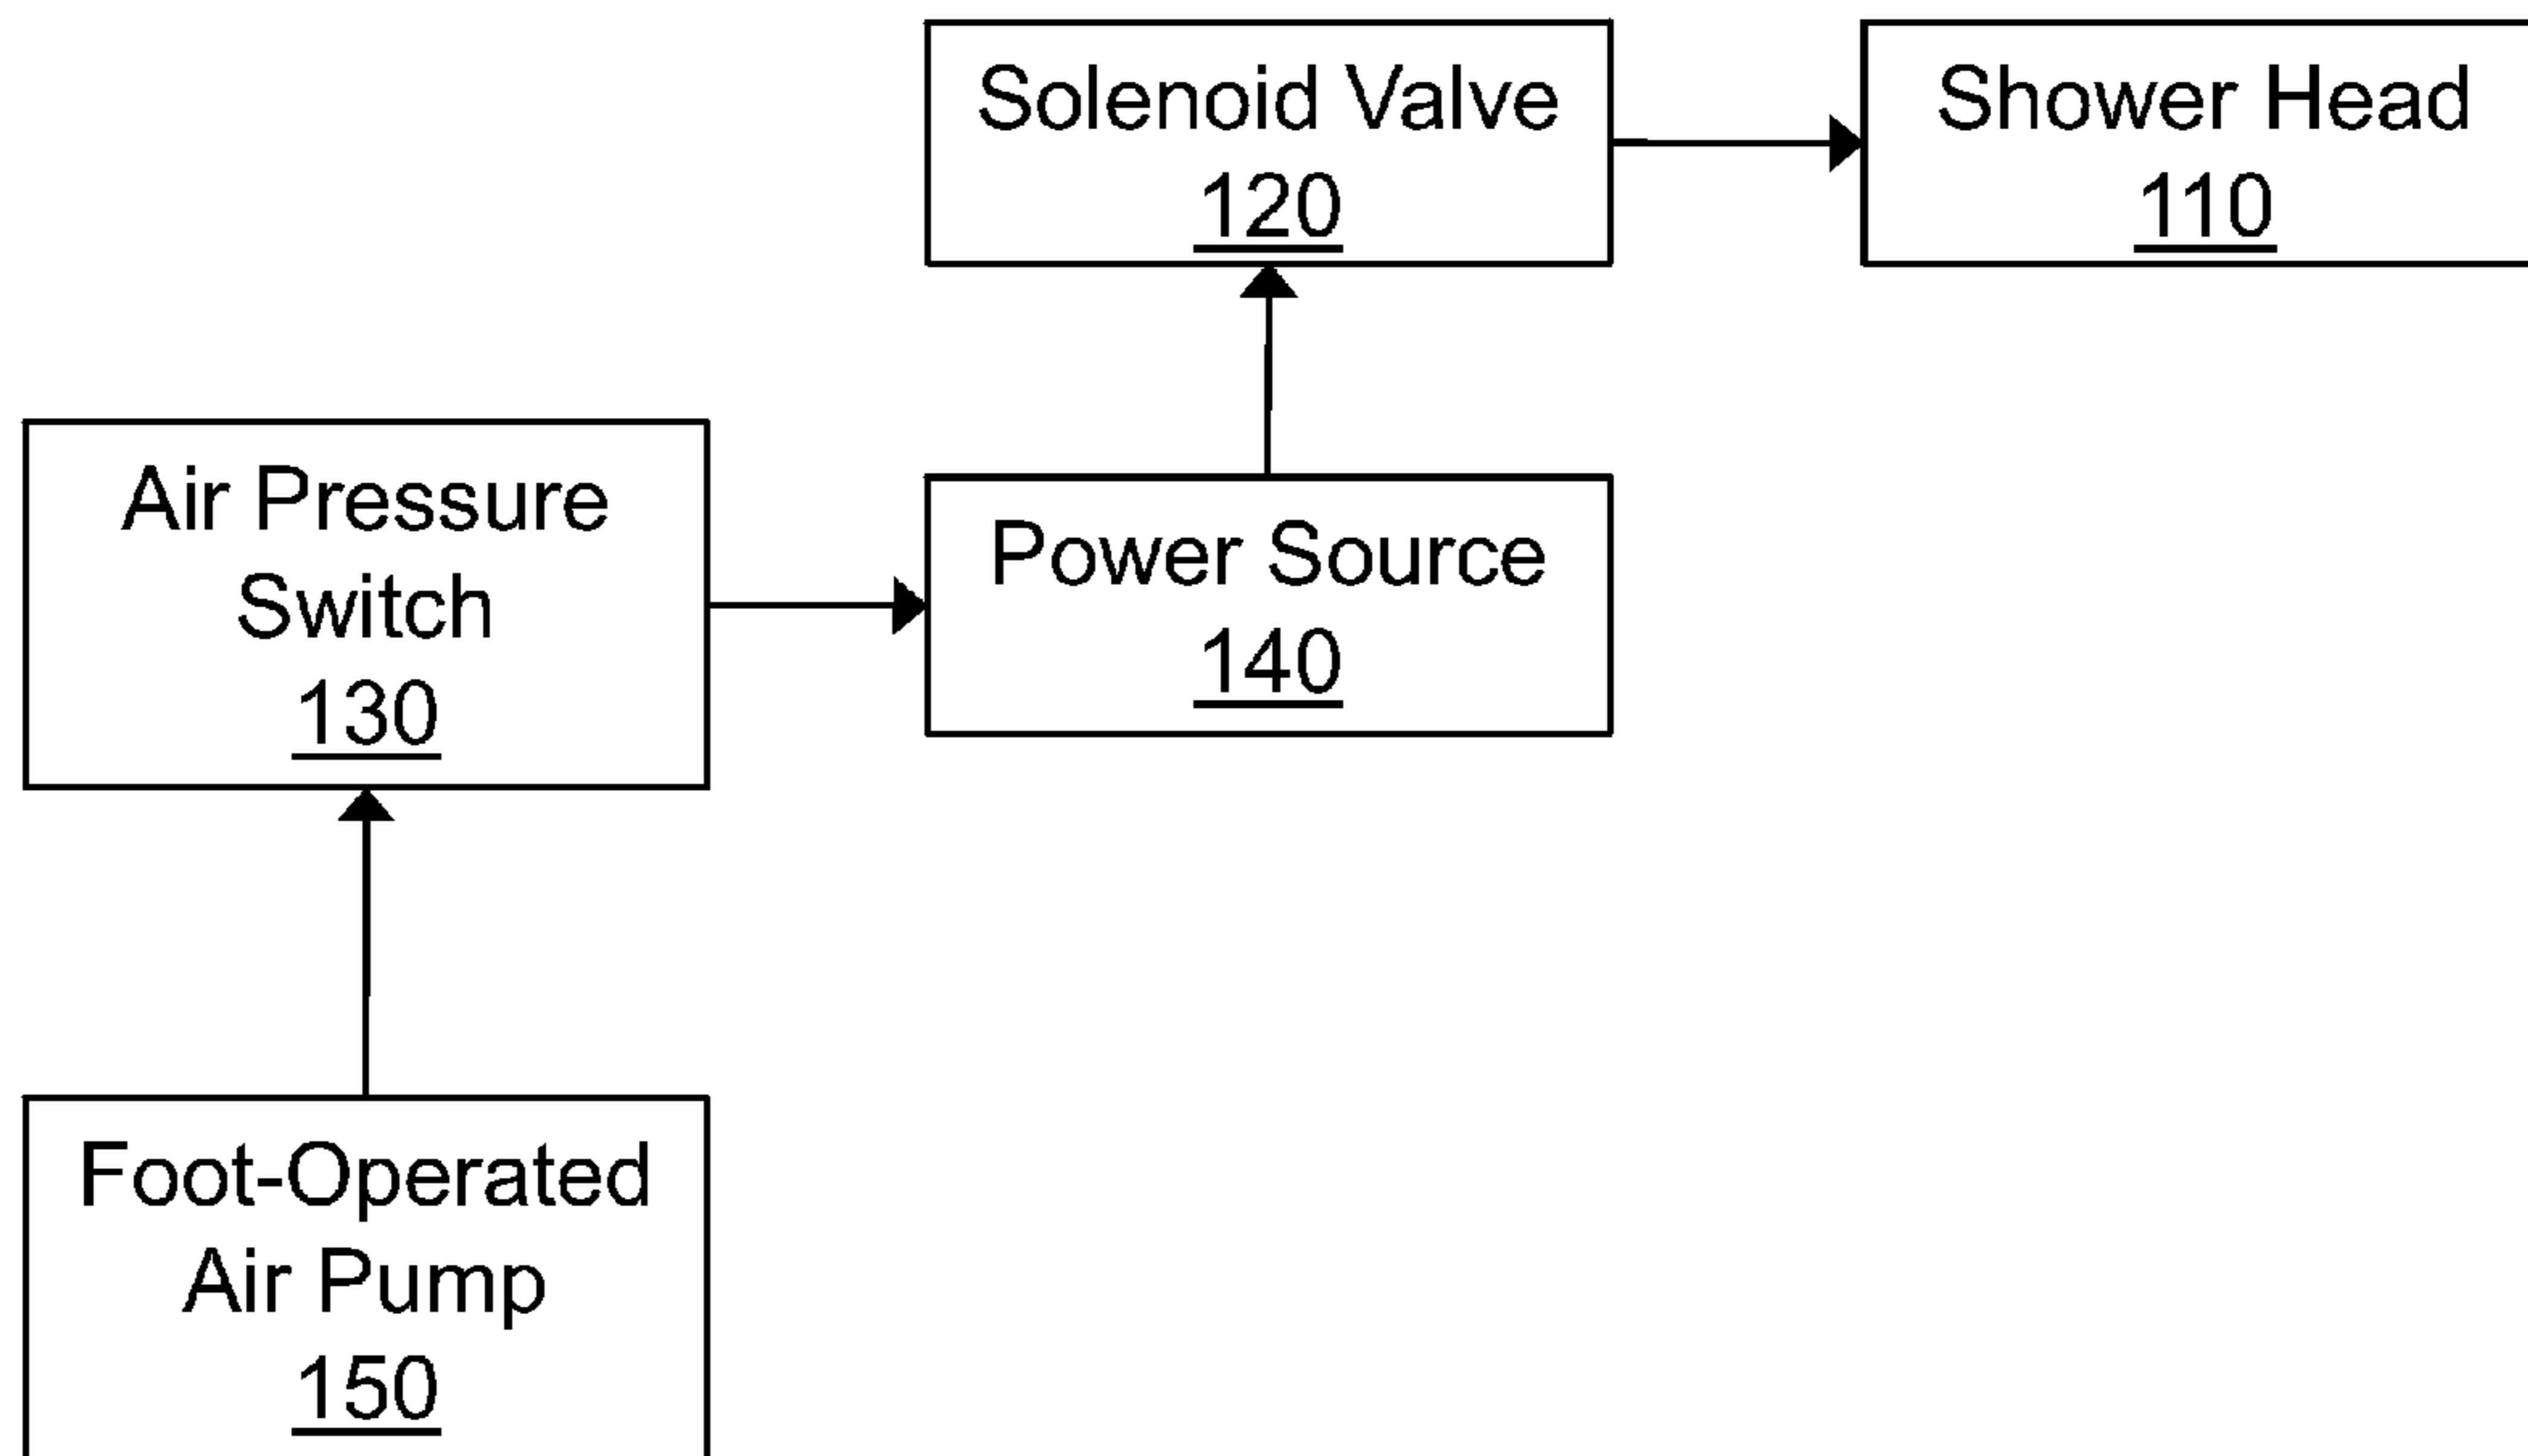 Solenoid Valve
120
Shower Head
110
Air Pressure
Switch
130
Power Source
140
Foot-Operated
Air Pump
150